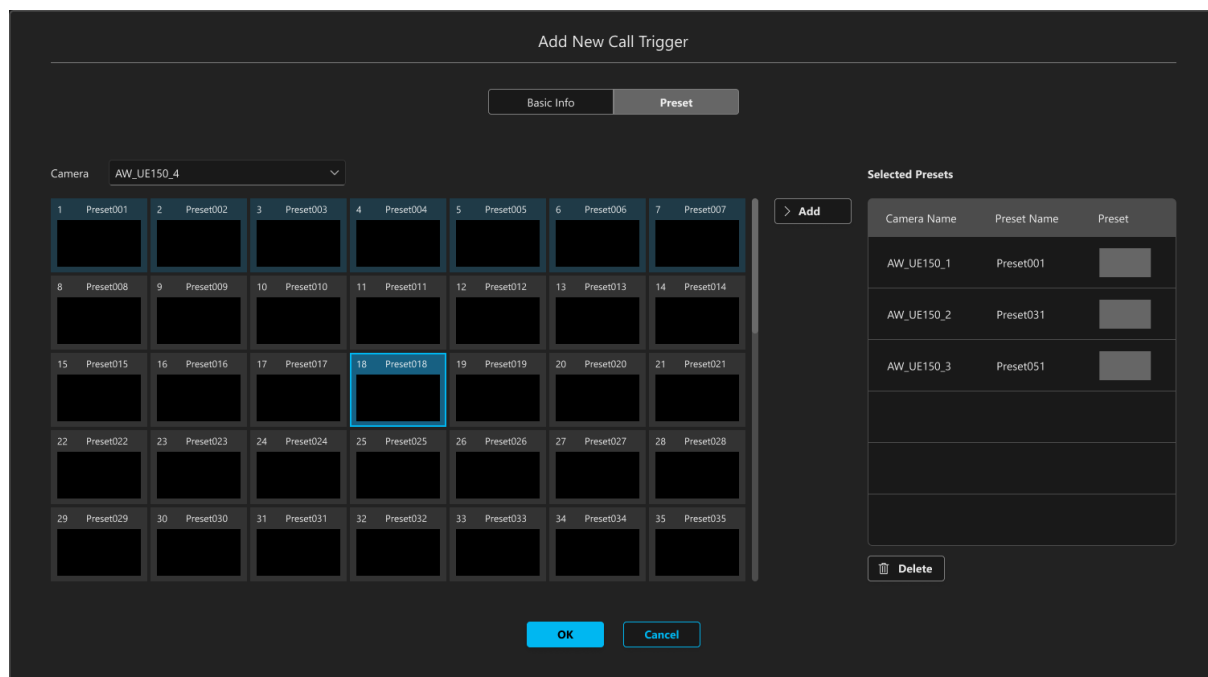 Add New Call Trigger
Basic Info Preset
Camera AW_UE150_4 Selected Presets
1 Preset001 2 Preset002 3 Preset003 4 Preset004 5 Preset005 6 Preset006 7 Preset007 > Add
Camera Name Preset Name Preset
AW_UE150_1 Preset001
8 Preset008 9 Preset009 10 Preset010 11 Preset011 12 Preset012 13 Preset013 14 Preset014
AW_UE150_2 Preset031
15 Preset015 16 Preset016 17 Preset017 18 Preset018 19 Preset019 20 Preset020 21 Preset021
AW_UE150_3 Preset051
22 Preset022 23 Preset023 24 Preset024 25 Preset025 26 Preset026 27 Preset027 28 Preset028
29 Preset029 30 Preset030 31 Preset031 32 Preset032 33 Preset033 34 Preset034 35 Preset035
Delete
OK Cancel